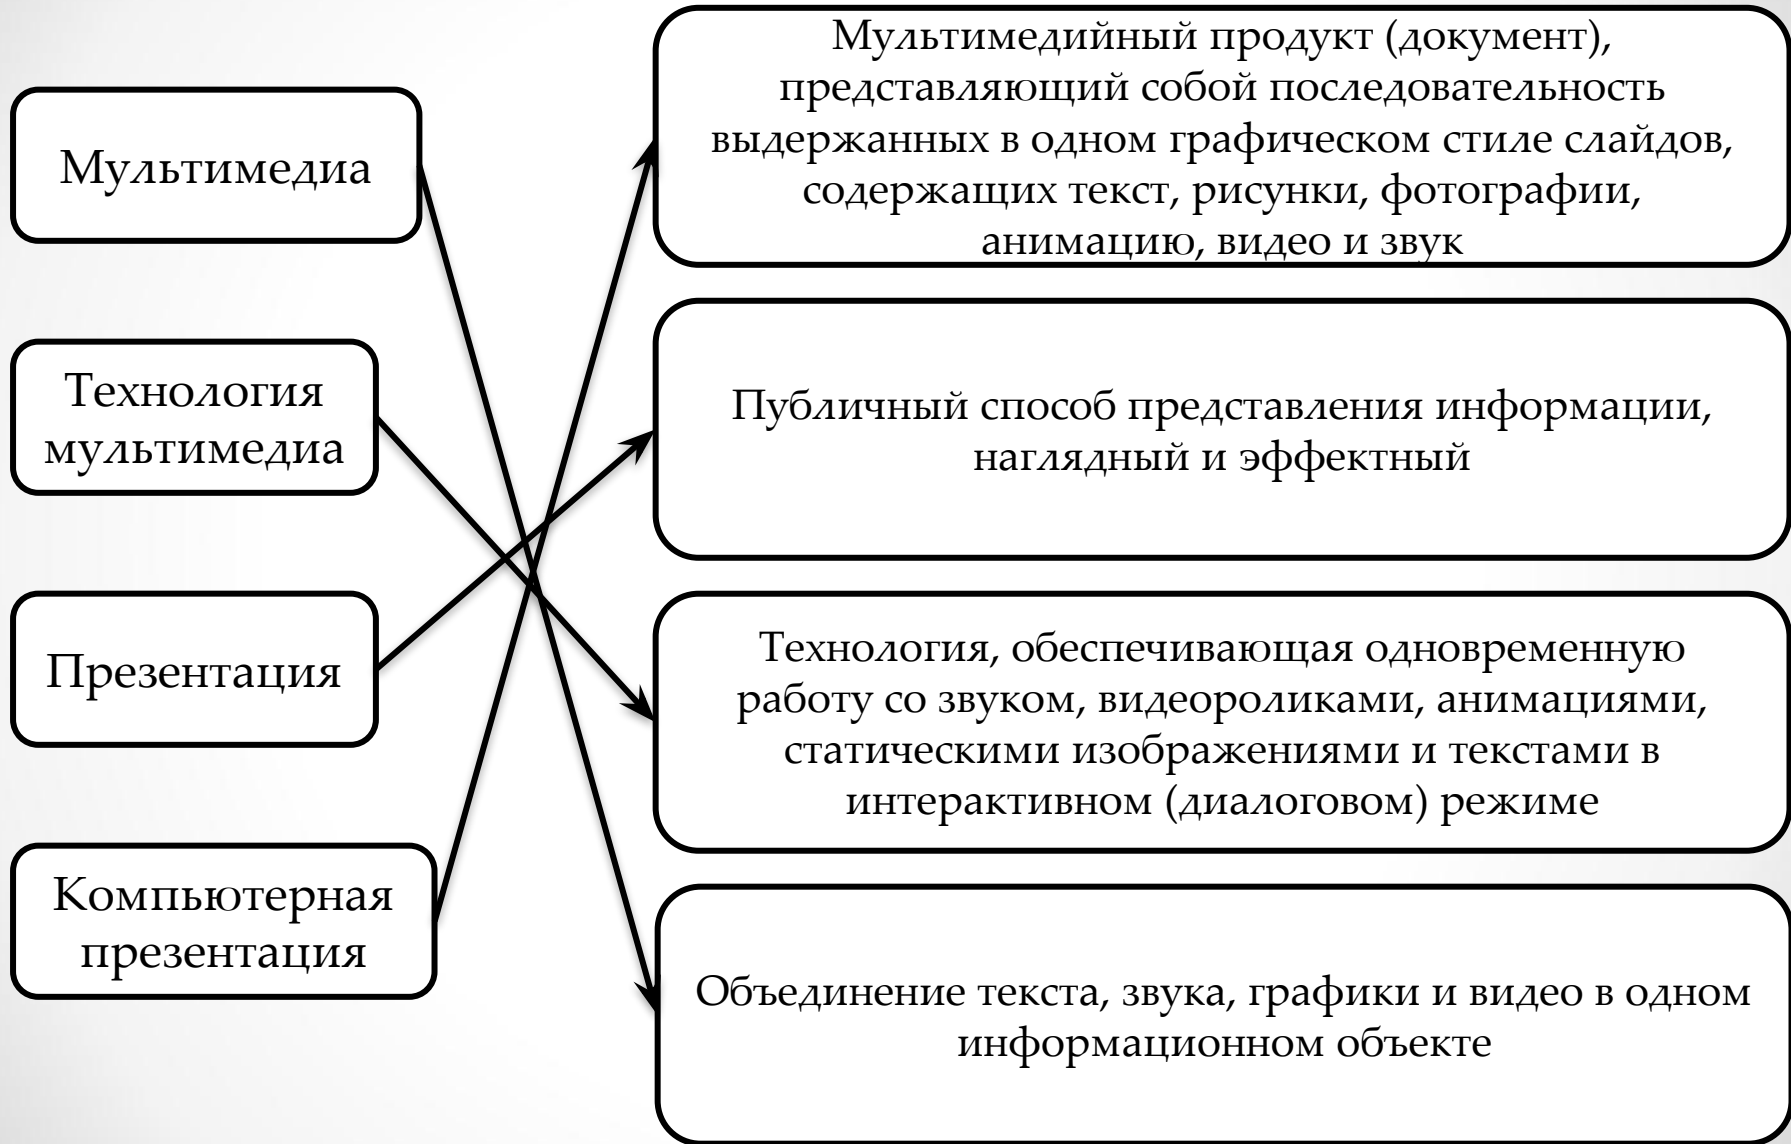 Мультимедиа
Технология
мультимедиа
Презентация
Компьютерная
презентация
Мультимедийный продукт (документ),
представляющий собой последовательность
выдержанных в одном графическом стиле слайдов,
содержащих текст, рисунки, фотографии,
анимацию, видео и звук
Публичный способ представления информации,
наглядный и эффектный
Технология, обеспечивающая одновременную
работу со звуком, видеороликами, анимациями,
статическими изображениями и текстами в
интерактивном (диалоговом) режиме
Объединение текста, звука, графики и видео в одном
информационном объекте